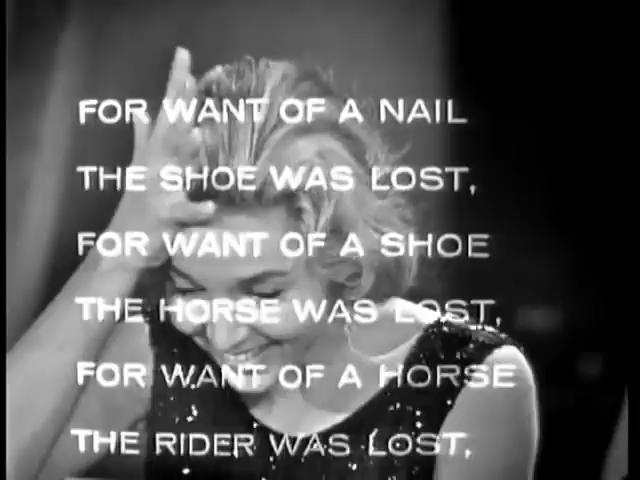 FOR WANT OF A NAIL
THE SHOE WAS LOST,
FOR WANT OF A SHOE
THE HORSE WAS LOST,
FOR WANT OF A HORSE
THE RIDER WAS LOST,